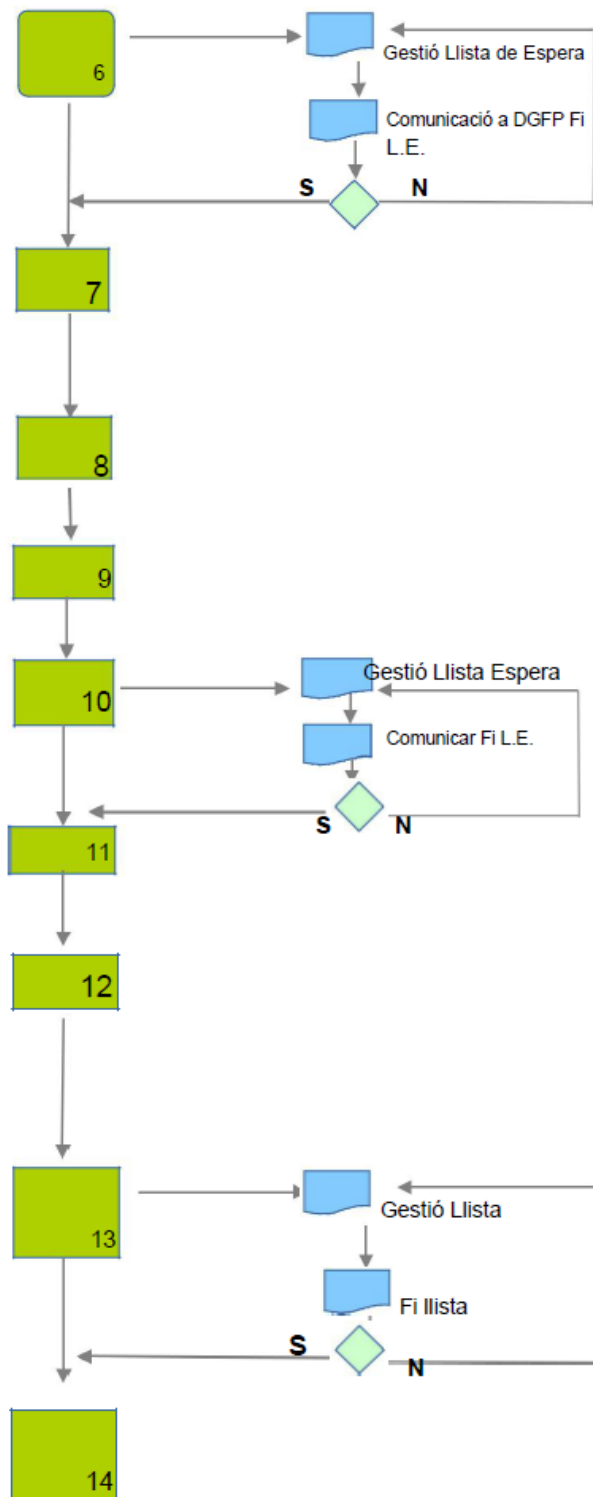 6
Gestió Llista de Espera
Comunicació a DGFP Fi
L.E.
S
N
7
8
9
10
Gestió Llista Espera
Comunicar Fi L.E.
S
N
11
12
13
Gestió Llista
Fi llista
S
N
14